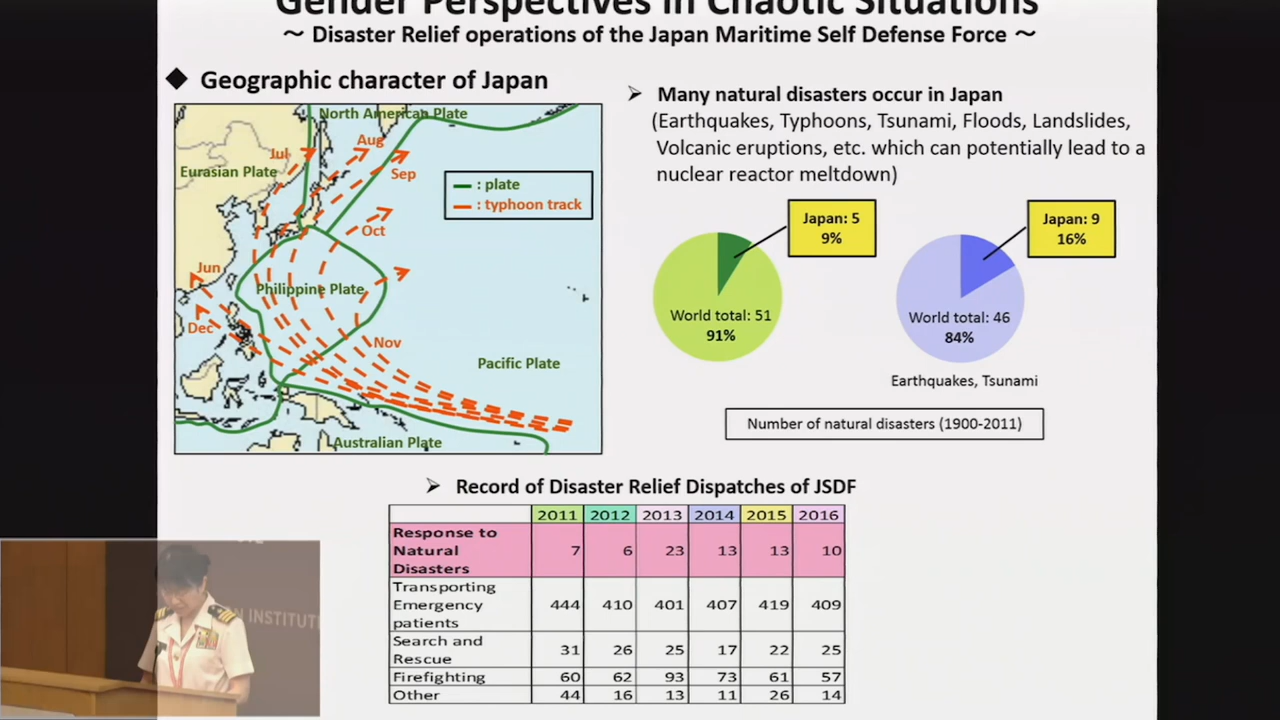 Gender Perspectives in Chaotic Situations
～ Disaster Relief operations of the Japan Maritime Self Defense Force ～
◆ Geographic character of Japan
North American Plate
Jul
Aug
Sep
Eurasian Plate
: plate
: typhoon track
Oct
Jun
Philippine Plate
Dec
Nov
Pacific Plate
Australian Plate
➢ Many natural disasters occur in Japan
(Earthquakes, Typhoons, Tsunami, Floods, Landslides,
Volcanic eruptions, etc. which can potentially lead to a
nuclear reactor meltdown)
Japan: 5
9%
World total: 51
91%
Japan: 9
16%
World total: 46
84%
Earthquakes, Tsunami
Number of natural disasters (1900-2011)
➢ Record of Disaster Relief Dispatches of JSDF
2011 2012 2013 2014 2015 2016
Response to
Natural
Disasters 7 6 23 13 13 10
Transporting
Emergency
patients 444 410 401 407 419 409
Search and
Rescue 31 26 25 17 22 25
Firefighting 60 62 93 73 61 57
Other 44 16 13 11 26 14
N INSTITUT